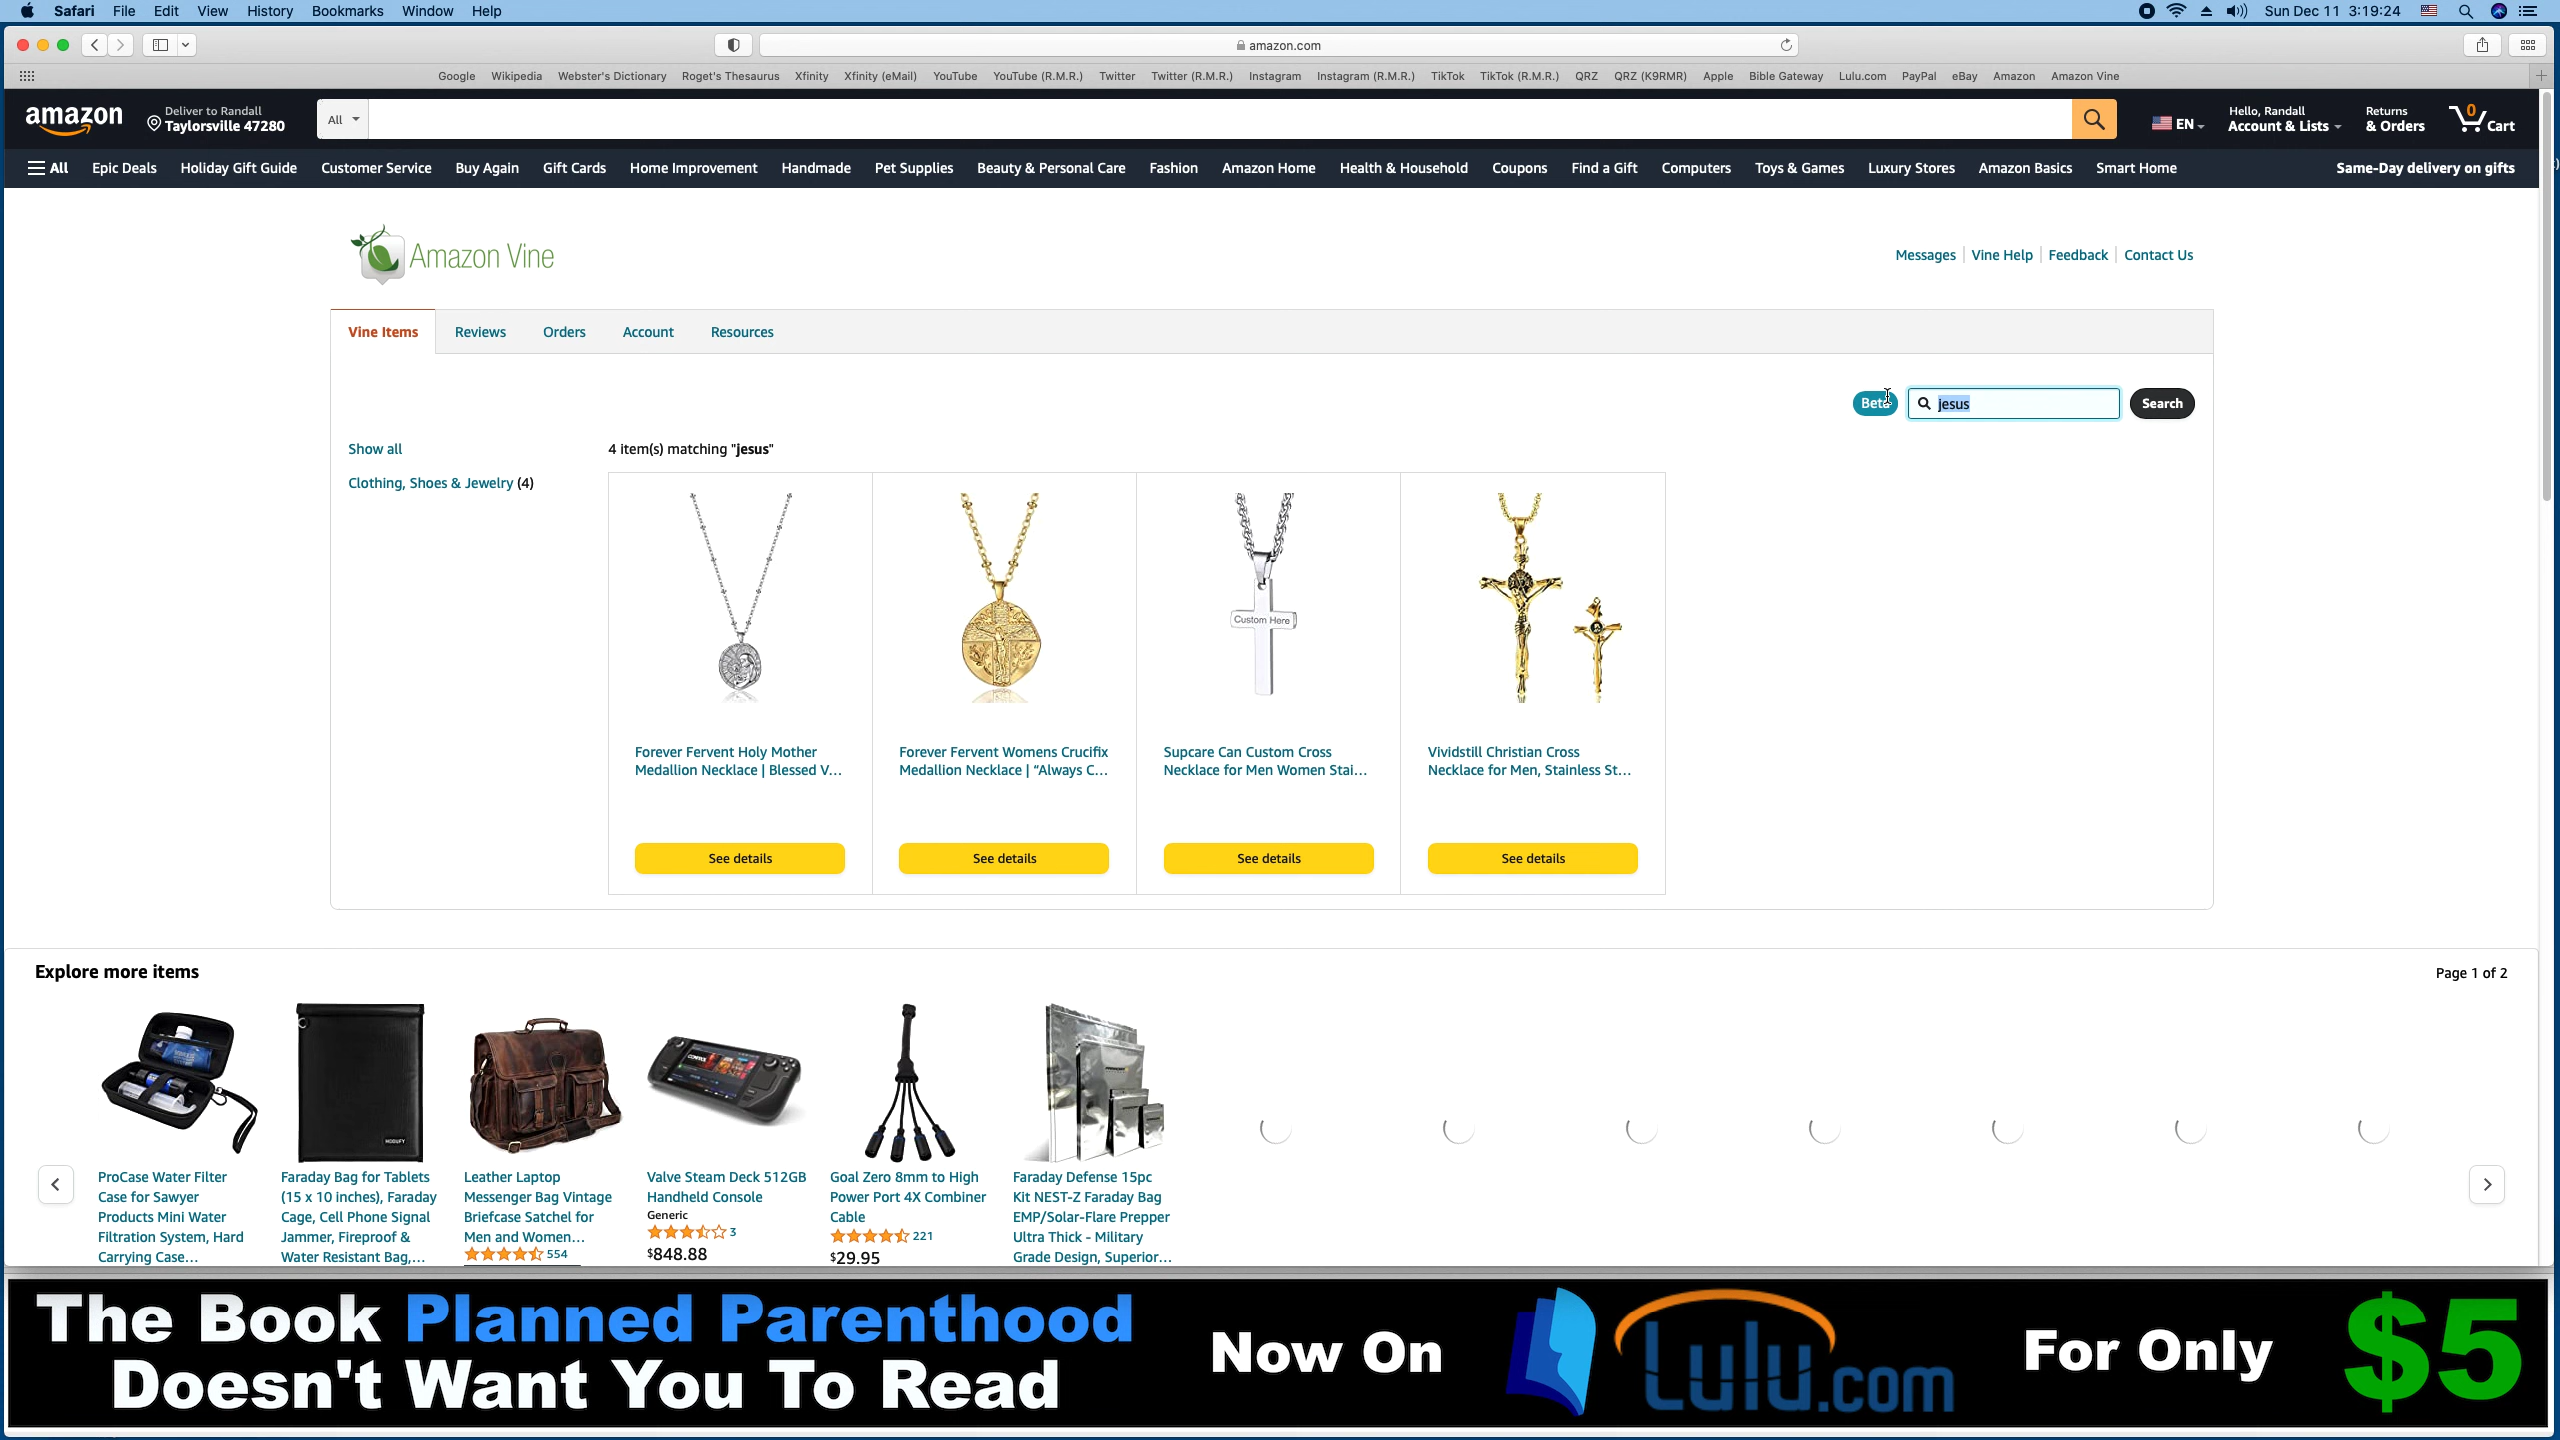 Safari File Edit View History Bookmarks Window Help Sun Dec 11 3:19:24
amazon.com
Google Wikipedia Webster's Dictionary Roget's Thesaurus Xfinity Xfinity (eMail) YouTube YouTube (R.M.R.) Twitter Twitter (R.M.R.) Instagram Instagram (R.M.R.) TikTok TikTok (R.M.R.) QRZ QRZ (K9RMR) Apple Bible Gateway Lulu.com PayPal eBay Amazon Amazon Vine
amazon
Deliver to Randall
Taylorsville 47280
All
EN
Hello, Randall
Account & Lists
Returns
& Orders
0
Cart
All Epic Deals Holiday Gift Guide Customer Service Buy Again Gift Cards Home Improvement Handmade Pet Supplies Beauty & Personal Care Fashion Amazon Home Health & Household Coupons Find a Gift Computers Toys & Games Luxury Stores Amazon Basics Smart Home Same-Day delivery on gifts
Amazon Vine
Messages Vine Help Feedback Contact Us
Vine Items Reviews Orders Account Resources
Beta jesus Search
Show all
Clothing, Shoes & Jewelry (4)
4 item(s) matching "jesus"
Custom Here
Forever Fervent Holy Mother
Medallion Necklace | Blessed V...
See details
Forever Fervent Womens Crucifix
Medallion Necklace | "Always C...
See details
Supcare Can Custom Cross
Necklace for Men Women Stai...
See details
Vividstill Christian Cross
Necklace for Men, Stainless St...
See details
Explore more items
Page 1 of 2
ProCase Water Filter
Case for Sawyer
Products Mini Water
Filtration System, Hard
Carrying Case...
Faraday Bag for Tablets
(15 x 10 inches), Faraday
Cage, Cell Phone Signal
Jammer, Fireproof &
Water Resistant Bag,...
Leather Laptop
Messenger Bag Vintage
Briefcase Satchel for
Men and Women...
554
Valve Steam Deck 512GB
Handheld Console
Generic
3
$848.88
Goal Zero 8mm to High
Power Port 4X Combiner
Cable
221
$29.95
Faraday Defense 15pc
Kit NEST-Z Faraday Bag
EMP/Solar-Flare Prepper
Ultra Thick - Military
Grade Design, Superior...
The Book Planned Parenthood
Doesn't Want You To Read
Now On
Lulu.com
For Only
$5